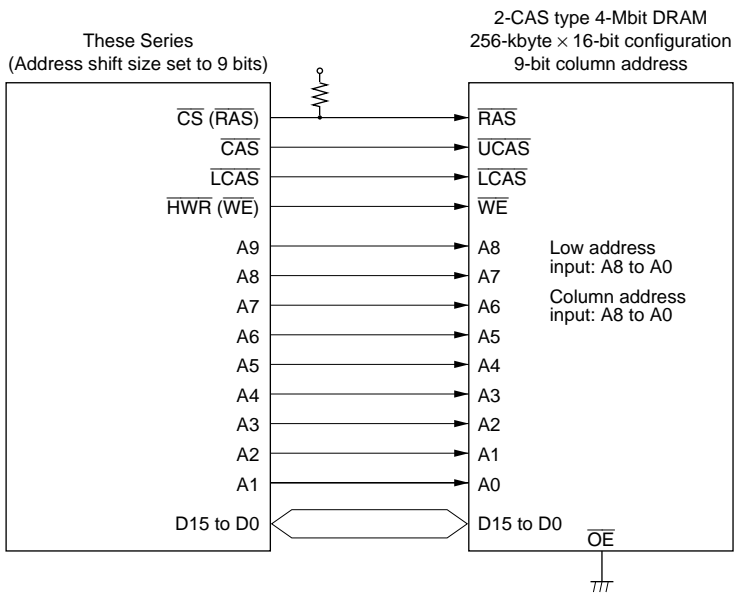 These Series
(Address shift size set to 9 bits)
2-CAS type 4-Mbit DRAM
256-kbyte × 16-bit configuration
9-bit column address
CS (RAS)
RAS
CAS
UCAS
LCAS
LCAS
HWR (WE)
WE
A9
A8
A8
A7
A7
A6
A6
A5
A5
A4
A4
A3
A3
A2
A2
A1
A1
A0
Low address
input: A8 to A0
Column address
input: A8 to A0
D15 to D0
D15 to D0
OE